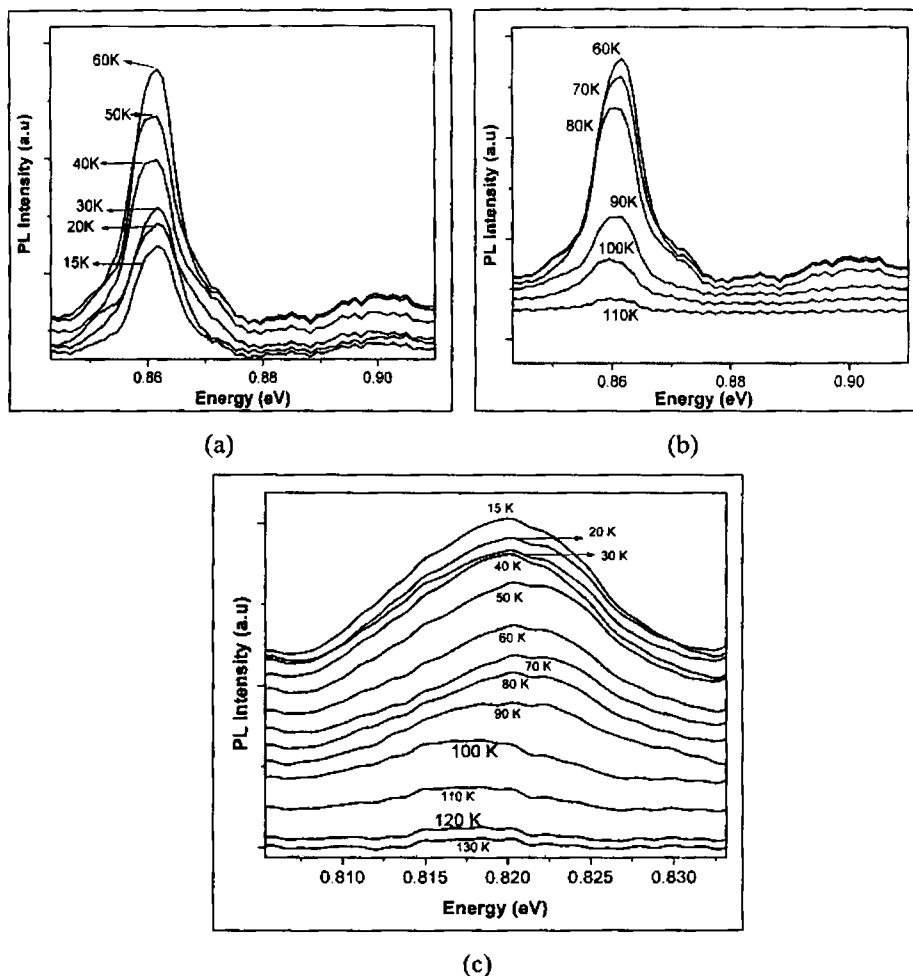 60K
50K
40K
30K
20K
15K
PL Intensity (a.u)
0.86 0.88 0.90
Energy (eV)
(a)
60K
70K
80K
90K
100K
110K
PL Intensity (a.u)
0.86 0.88 0.90
Energy (eV)
(b)
15 K
20 K
30 K
40 K
50 K
60 K
70 K
80 K
90 K
100 K
110 K
120 K
130 K
PL Intensity (a.u)
0.810 0.815 0.820 0.825 0.830
Energy (eV)
(c)